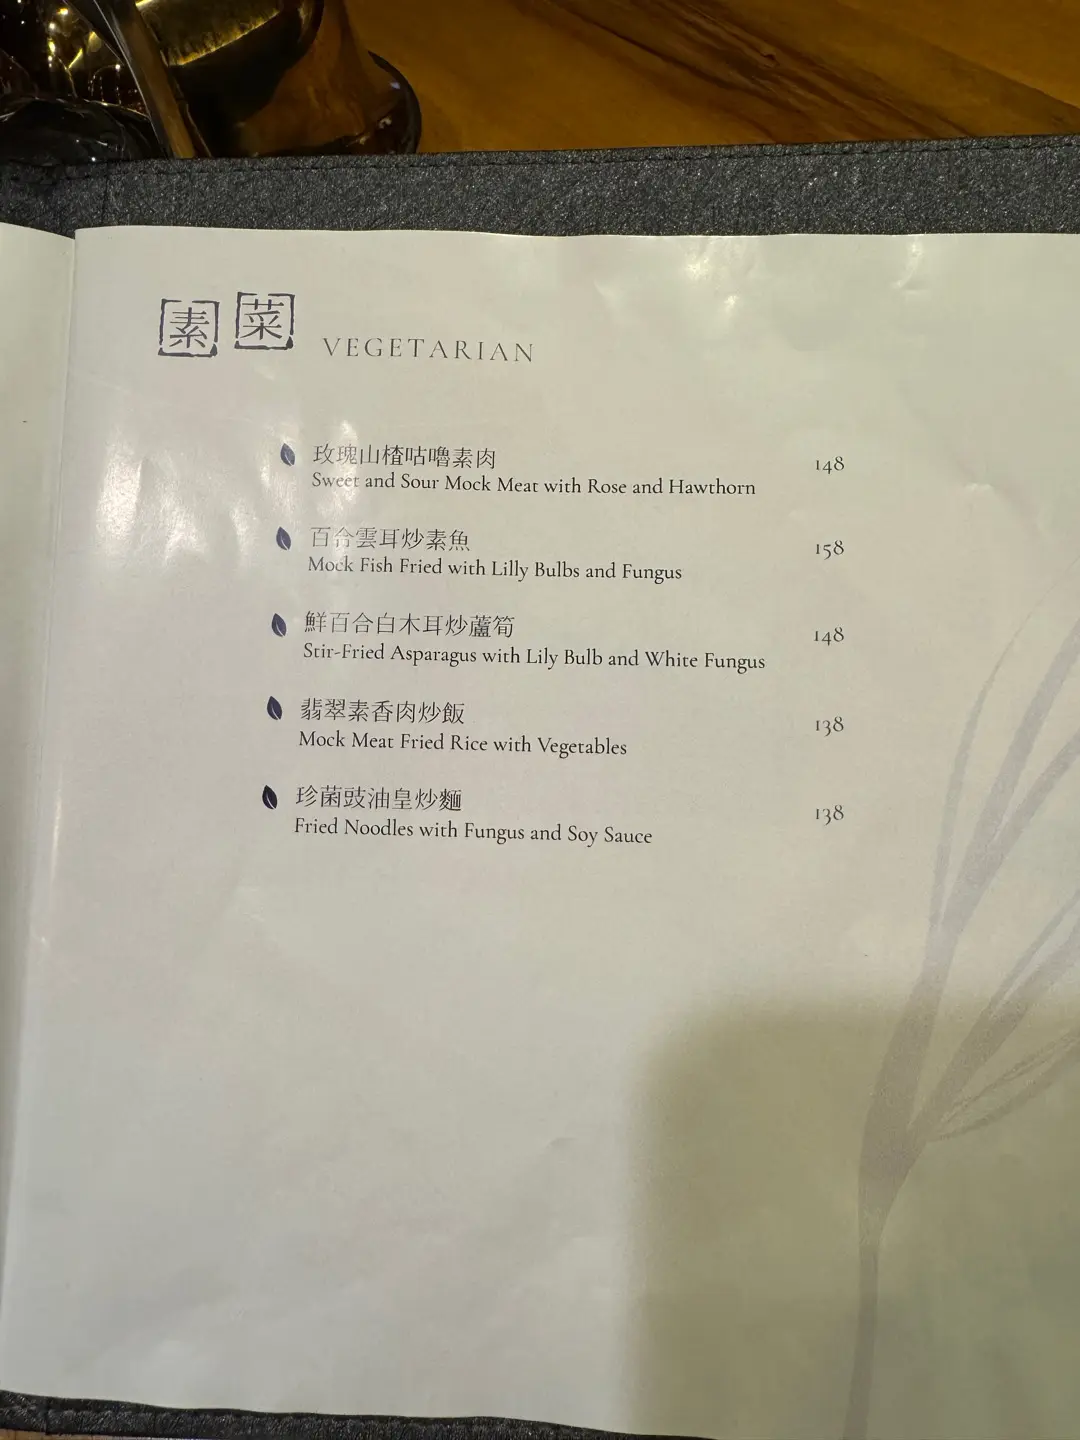 素菜 VEGETARIAN
玫瑰山楂咕嚕素肉 148
Sweet and Sour Mock Meat with Rose and Hawthorn
百合雲耳炒素魚 158
Mock Fish Fried with Lilly Bulbs and Fungus
鮮百合白木耳炒蘆筍 148
Stir-Fried Asparagus with Lily Bulb and White Fungus
翡翠素香肉炒飯 138
Mock Meat Fried Rice with Vegetables
珍菌豉油皇炒麵 138
Fried Noodles with Fungus and Soy Sauce